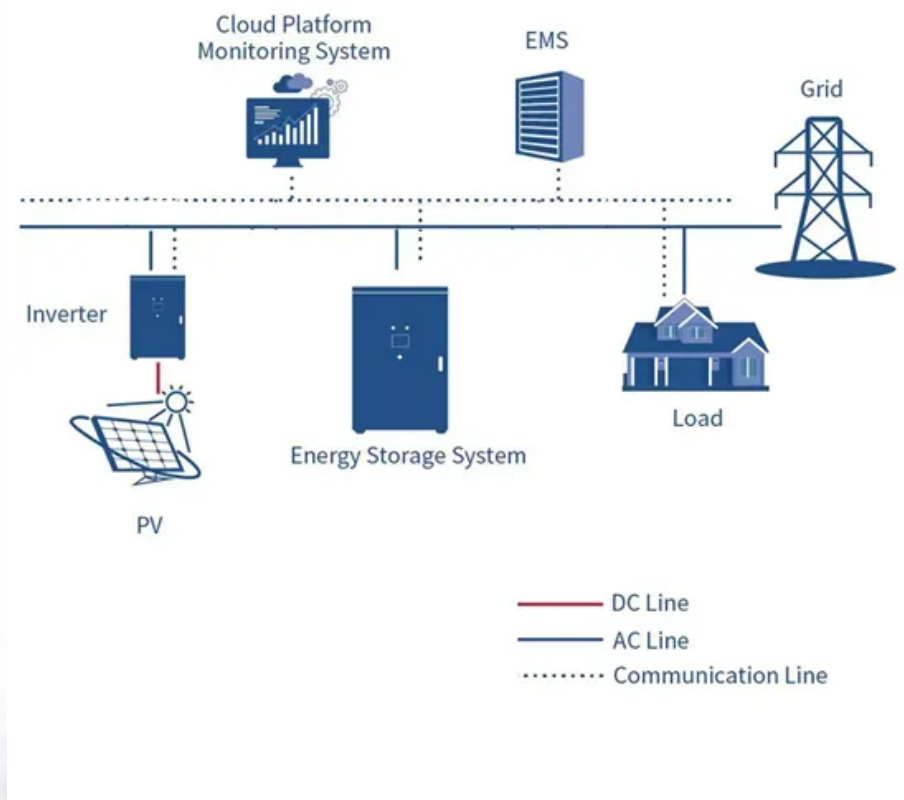 Cloud Platform
Monitoring System
EMS
Grid
Inverter
Load
Energy Storage System
PV
DC Line
AC Line
Communication Line